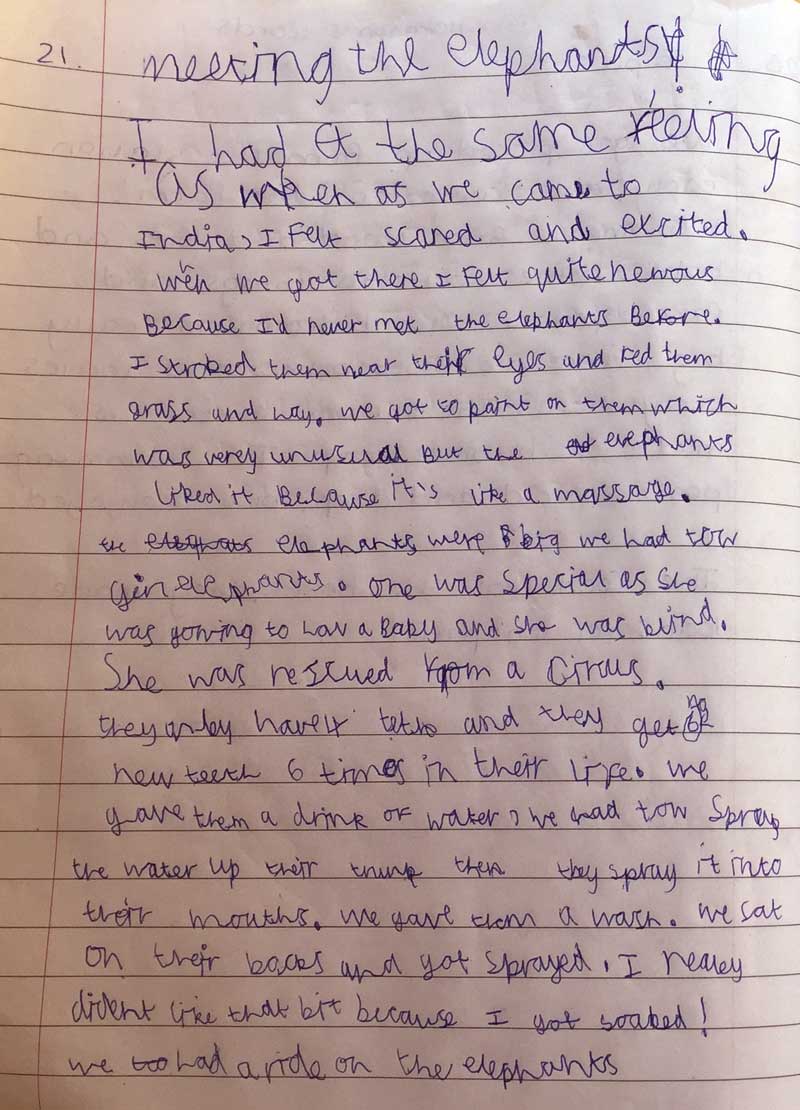 21. meeting the elephants
I had the same feeling
as when as we came to
India, I felt scared and excited.
when we got there I felt quite nervous
Because I'd never met the elephants Before.
I stroked them near their eyes and fed them
grass and hay. we got to paint on them which
was verey unusual But the elephants
liked it Because it's like a massage.
the elephants were big we had tow
elephants. one was special as she
was gowing to hav a Baby and she was blind.
She was rescued from a circus.
they only have 4 teth and they get
new teeth 6 times in their life. we
gave them a drink of water, we had tow spray
the water up their trunk then they spray it into
their mouths. we gave them a wash. we sat
on their backs and got sprayed. I realey
dident like that bit because I got soaked!
we had a ride on the elephants